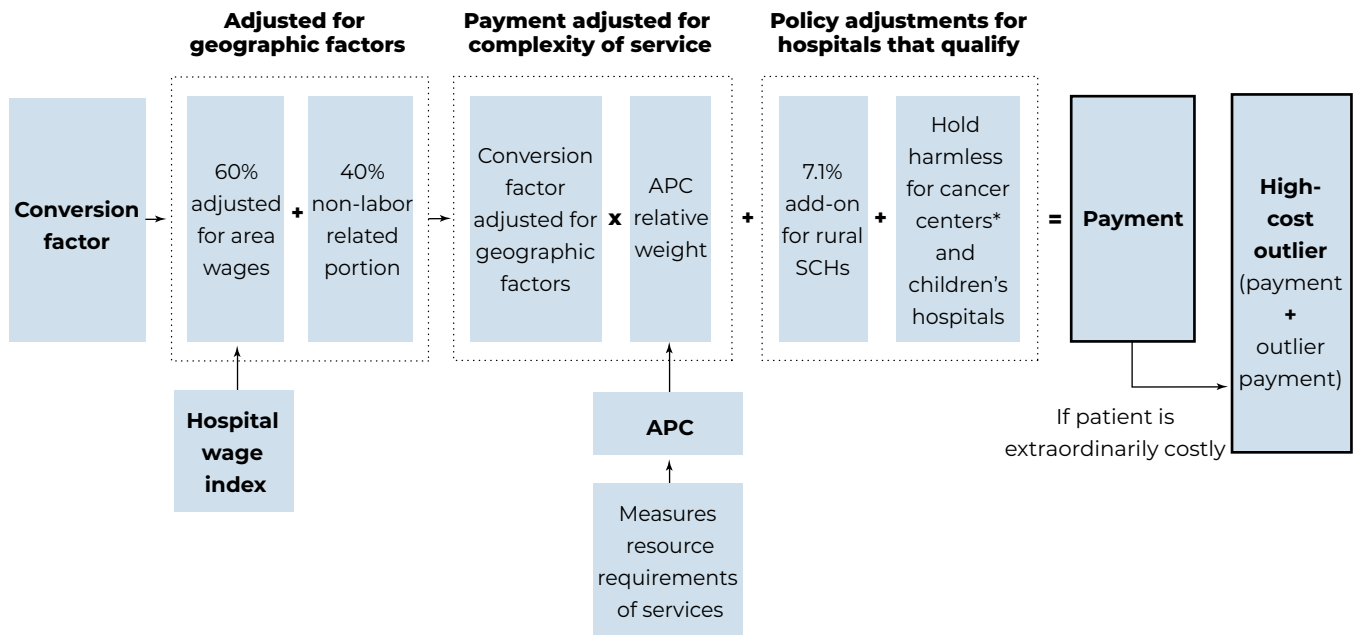 Adjusted for
geographic factors
Payment adjusted for
complexity of service
Policy adjustments for
hospitals that qualify
Conversion
factor
60%
adjusted
for area
wages
+
40%
non-labor
related
portion
Conversion
factor
adjusted for
geographic
factors
x
APC
relative
weight
+
7.1%
add-on
for rural
SCHs
+
Hold
harmless
for cancer
centers*
and
children’s
hospitals
=
Payment
High-
cost
outlier
(payment
+
outlier
payment)
Hospital
wage
index
APC
Measures
resource
requirements
of services
If patient is
extraordinarily costly